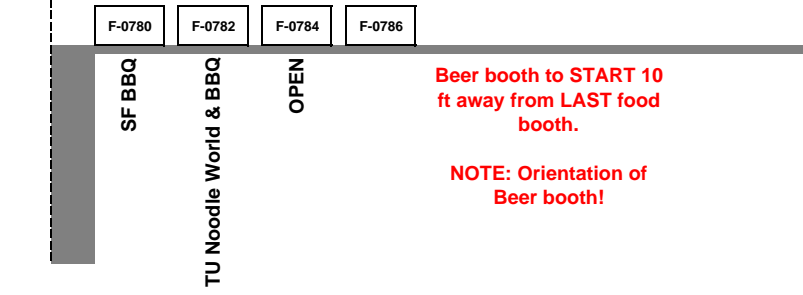 F-0780 F-0782 F-0784 F-0786
SF BBQ
TU Noodle World & BBQ
OPEN
Beer booth to START 10
ft away from LAST food
booth.
NOTE: Orientation of
Beer booth!